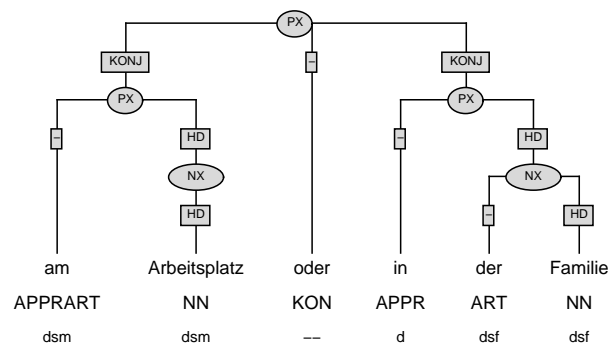 PX
KONJ – KONJ
PX PX
– HD – HD
NX NX
HD – HD
am Arbeitsplatz oder in der Familie
APPRART NN KON APPR ART NN
dsm dsm –– d dsf dsf